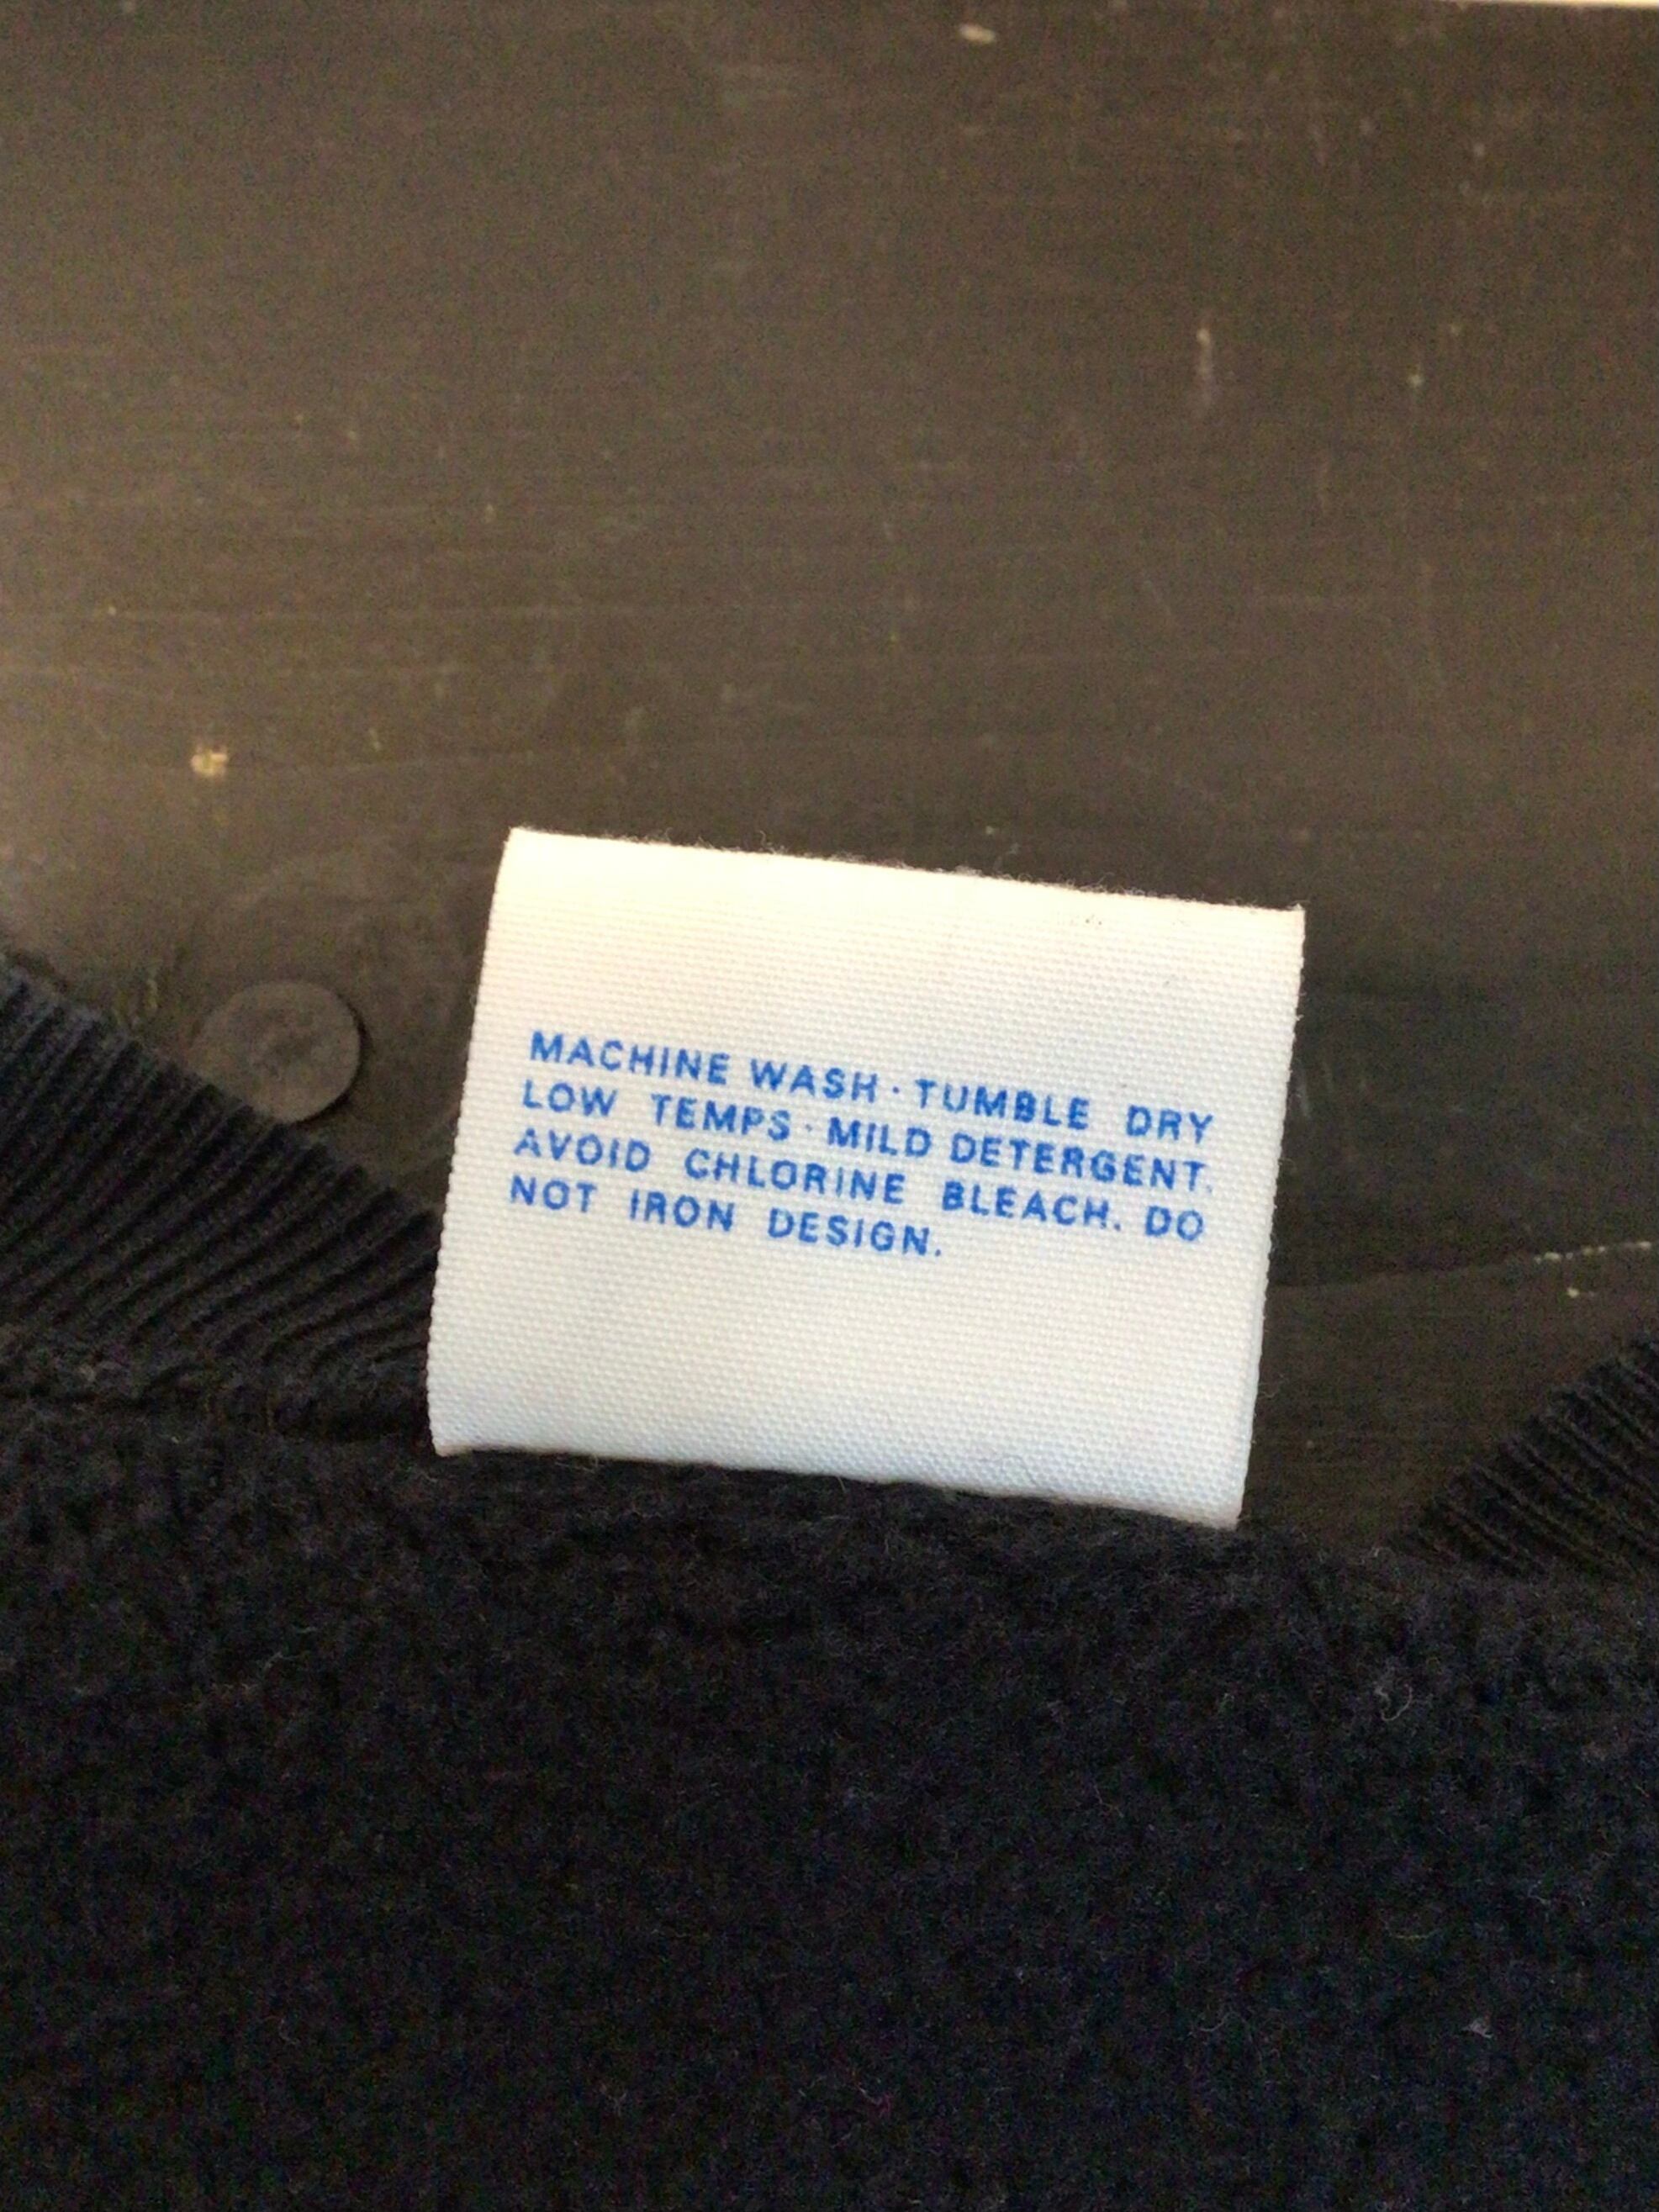 MACHINE WASH · TUMBLE DRY
LOW TEMPS · MILD DETERGENT.
AVOID CHLORINE BLEACH. DO
NOT IRON DESIGN.